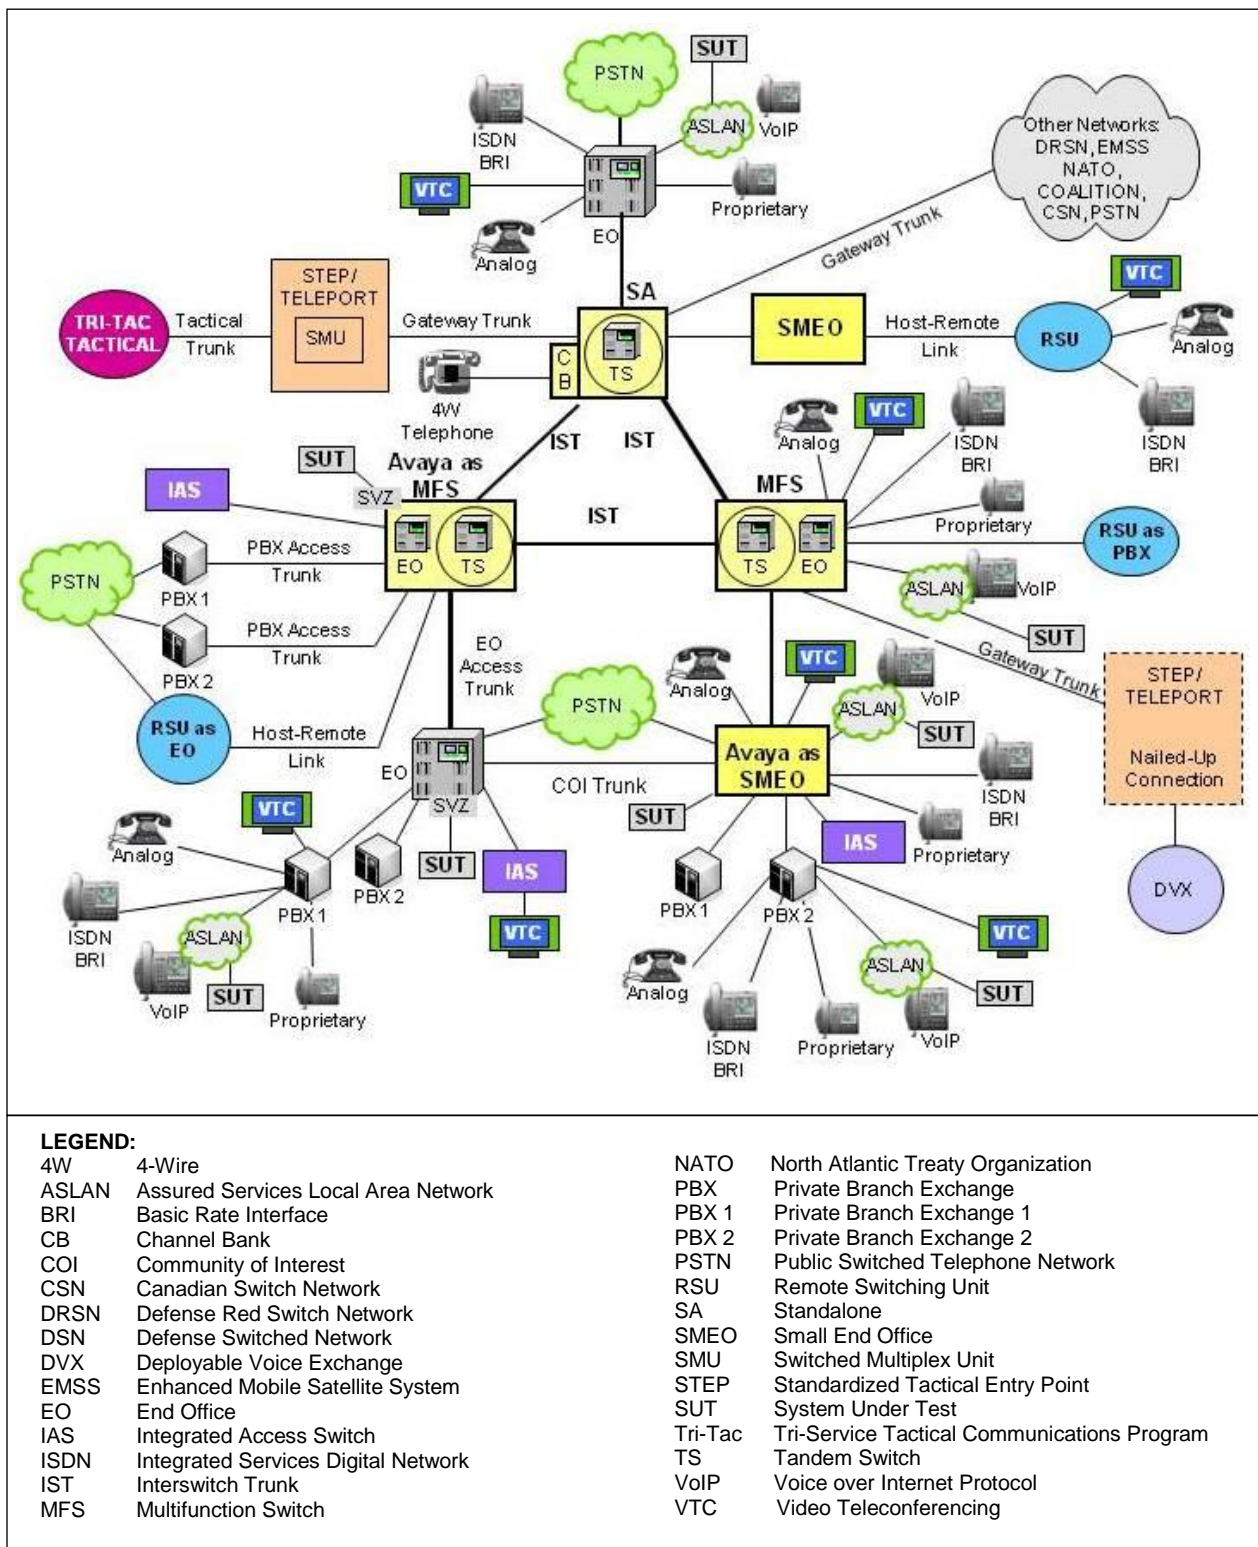 SUT
PSTN
ISDN
BRI
ASLAN
VoIP
VTC
Proprietary
EO
Analog
Other Networks:
DRSN, EMSS
NATO,
COALITION,
CSN, PSTN
Gateway Trunk
SA
STEP/
TELEPORT
SMU
TRI-TAC
TACTICAL
Tactical
Trunk
Gateway Trunk
C
B
TS
SMEO
Host-Remote
Link
RSU
VTC
Analog
ISDN
BRI
4W
Telephone
IST
IST
SUT
Avaya as
MFS
SVZ
EO
TS
IAS
IST
MFS
TS
EO
Analog
VTC
ISDN
BRI
Proprietary
RSU as
PBX
ASLAN
VoIP
SUT
Gateway Trunk
STEP/
TELEPORT
Nailed-Up
Connection
DVX
PSTN
PBX 1
PBX Access
Trunk
PBX 2
PBX Access
Trunk
RSU as
EO
Host-Remote
Link
EO
Access
Trunk
PSTN
COI Trunk
EO
SVZ
SUT
IAS
VTC
PBX 2
PBX 1
VTC
Analog
ISDN
BRI
ASLAN
VoIP
SUT
Proprietary
Analog
VTC
ASLAN
VoIP
SUT
Avaya as
SMEO
ISDN
BRI
Proprietary
IAS
SUT
PBX 1
PBX 2
Analog
ISDN
BRI
Proprietary
ASLAN
VoIP
SUT
VTC
LEGEND:
4W 4-Wire
ASLAN Assured Services Local Area Network
BRI Basic Rate Interface
CB Channel Bank
COI Community of Interest
CSN Canadian Switch Network
DRSN Defense Red Switch Network
DSN Defense Switched Network
DVX Deployable Voice Exchange
EMSS Enhanced Mobile Satellite System
EO End Office
IAS Integrated Access Switch
ISDN Integrated Services Digital Network
IST Interswitch Trunk
MFS Multifunction Switch
NATO North Atlantic Treaty Organization
PBX Private Branch Exchange
PBX 1 Private Branch Exchange 1
PBX 2 Private Branch Exchange 2
PSTN Public Switched Telephone Network
RSU Remote Switching Unit
SA Standalone
SMEO Small End Office
SMU Switched Multiplex Unit
STEP Standardized Tactical Entry Point
SUT System Under Test
Tri-Tac Tri-Service Tactical Communications Program
TS Tandem Switch
VoIP Voice over Internet Protocol
VTC Video Teleconferencing